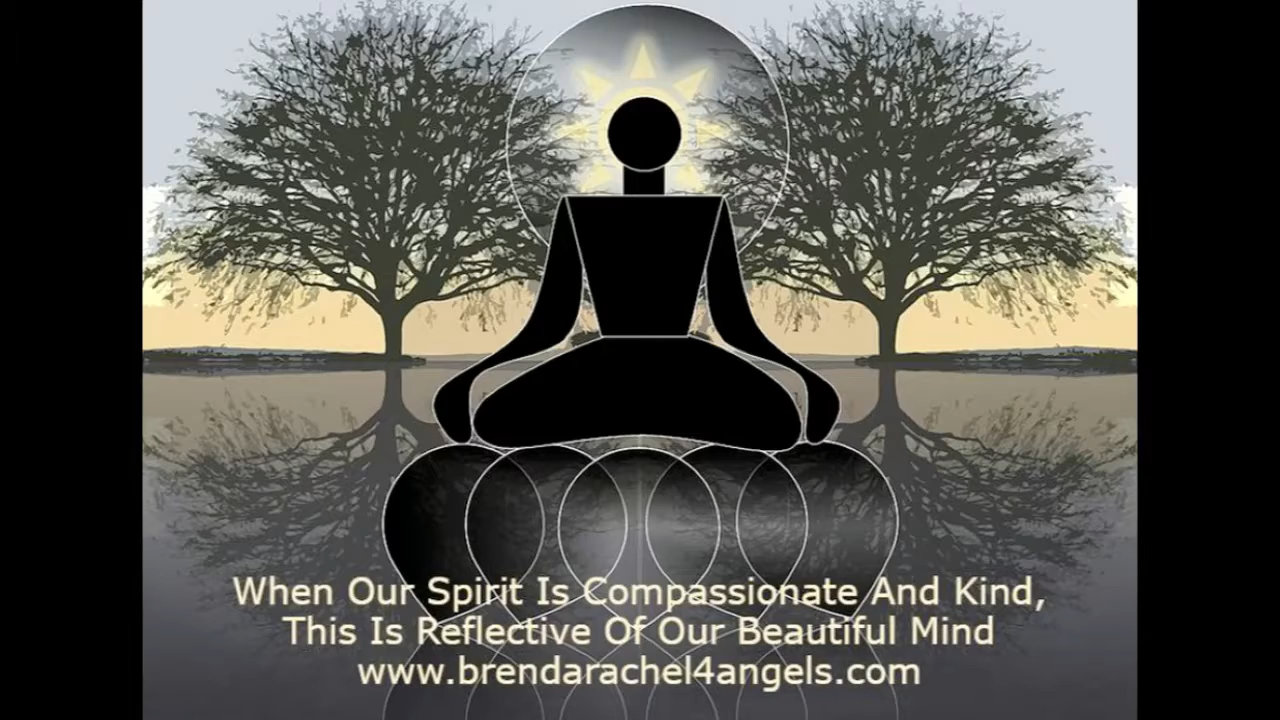 When Our Spirit Is Compassionate And Kind,
This Is Reflective Of Our Beautiful Mind
www.brendarachel4angels.com